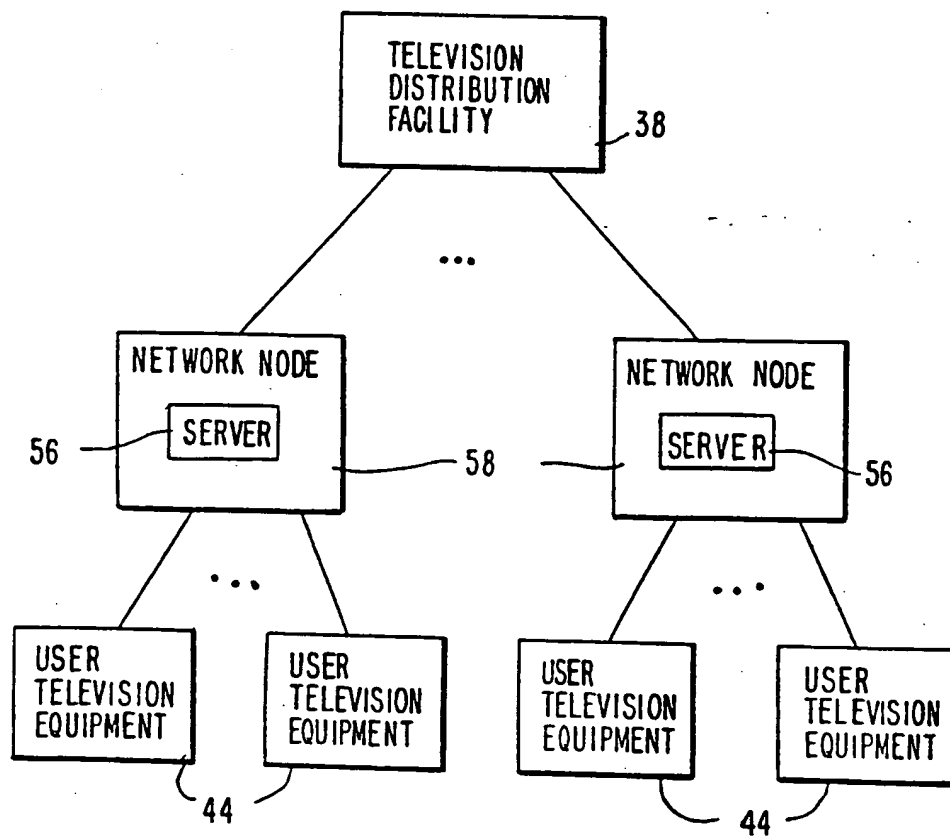 TELEVISION
DISTRIBUTION
FACILITY
38
NETWORK NODE
SERVER
56
58
NETWORK NODE
SERVER
56
USER
TELEVISION
EQUIPMENT
USER
TELEVISION
EQUIPMENT
44
USER
TELEVISION
EQUIPMENT
USER
TELEVISION
EQUIPMENT
44